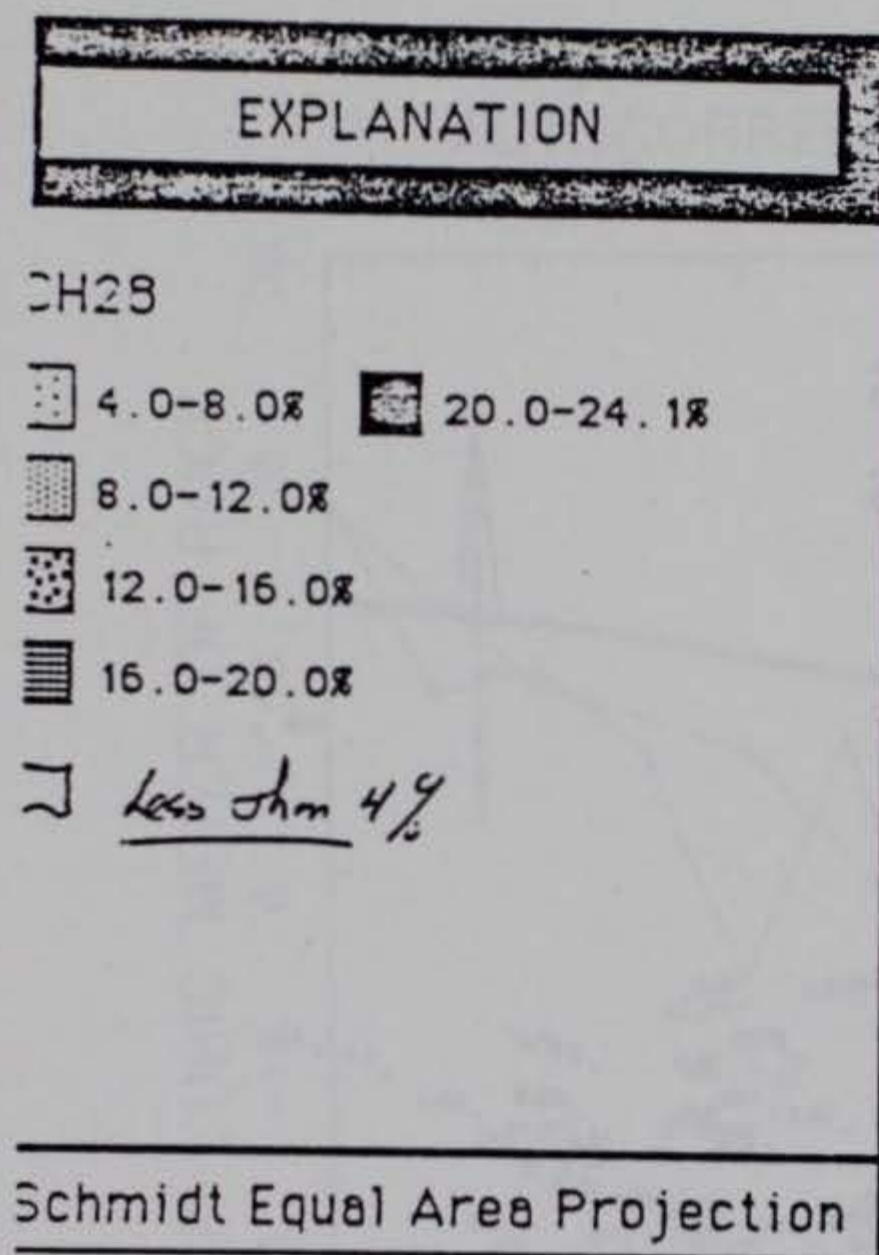 EXPLANATION
CH28
4.0-8.0%
20.0-24.1%
8.0-12.0%
12.0-16.0%
16.0-20.0%
Less than 4%
Schmidt Equal Area Projection